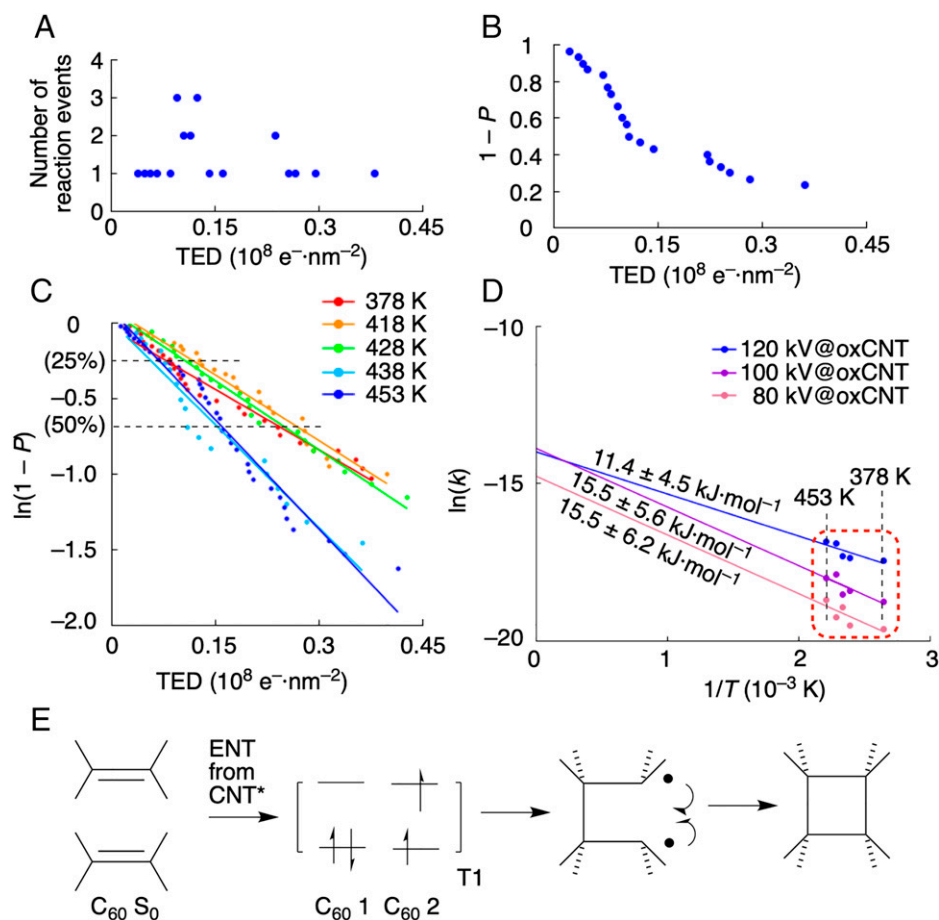 A
Number of
reaction events
4
3
2
1
0
0 0.15 0.3 0.45
TED (10⁸ e⁻·nm⁻²)
B
1 – P
1
0.8
0.6
0.4
0.2
0
0 0.15 0.3 0.45
TED (10⁸ e⁻·nm⁻²)
C
ln(1 – P)
0
(25%)
–0.5
(50%)
–1.0
–1.5
–2.0
378 K
418 K
428 K
438 K
453 K
0 0.15 0.3 0.45
TED (10⁸ e⁻·nm⁻²)
D
ln(k)
–10
–15
–20
120 kV@oxCNT
100 kV@oxCNT
80 kV@oxCNT
11.4 ± 4.5 kJ·mol⁻¹
15.5 ± 5.6 kJ·mol⁻¹
15.5 ± 6.2 kJ·mol⁻¹
453 K
378 K
0 1 2 3
1/T (10⁻³ K)
E
ENT
from
CNT*
T1
C₆₀ S₀
C₆₀ 1 C₆₀ 2